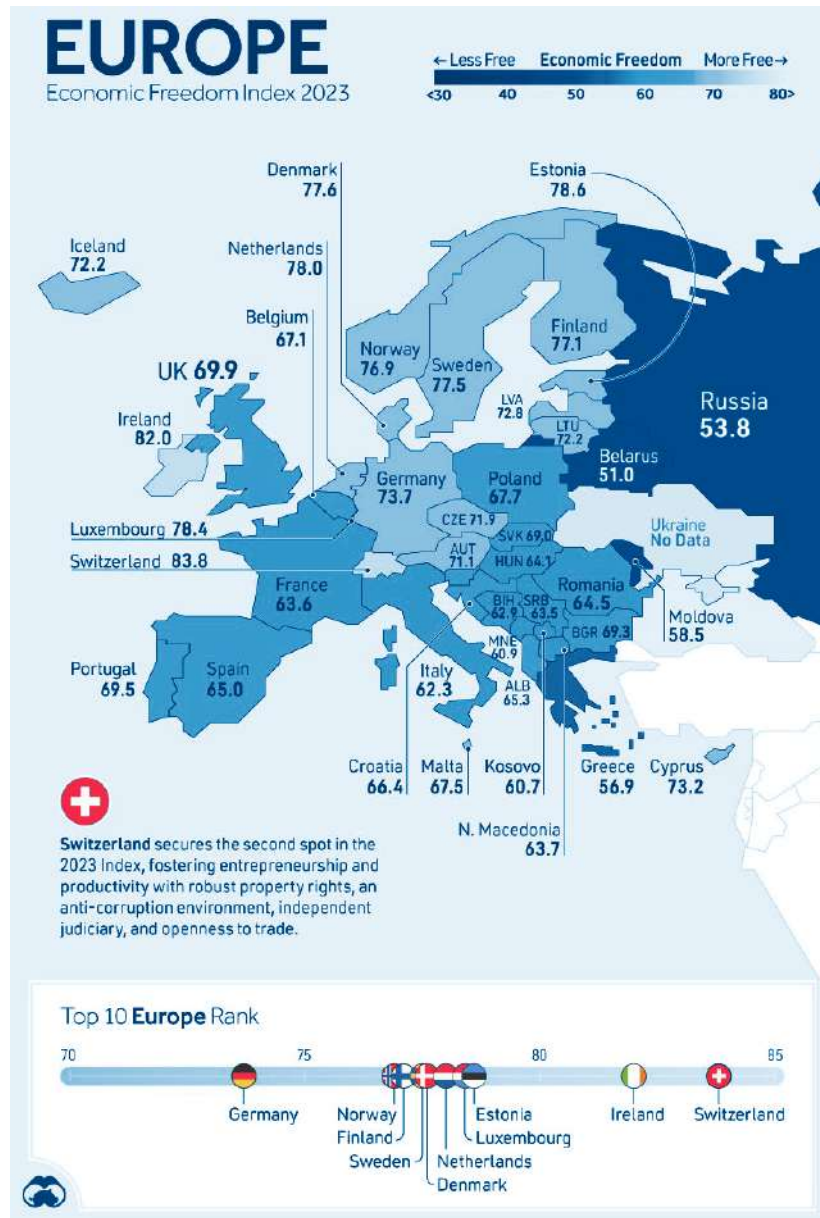 EUROPE
Economic Freedom Index 2023
←Less Free Economic Freedom More Free→
<30 40 50 60 70 80>
Denmark
77.6
Estonia
78.6
Iceland
72.2
Netherlands
78.0
Belgium
67.1
Norway
76.9
Sweden
77.5
Finland
77.1
UK 69.9
Ireland
82.0
LVA
72.8
LTU
72.2
Russia
53.8
Belarus
51.0
Germany
73.7
Poland
67.7
Luxembourg 78.4
Switzerland 83.8
CZE 71.9
SVK 69.0
AUT
71.1
HUN 64.1
Ukraine
No Data
France
63.6
Romania
64.5
BIH
62.9
SRB
63.5
Moldova
58.5
BGR 69.3
MNE
60.9
Portugal
69.5
Spain
65.0
Italy
62.3
ALB
65.3
Croatia
66.4
Malta
67.5
Kosovo
60.7
Greece
56.9
Cyprus
73.2
N. Macedonia
63.7
Switzerland secures the second spot in the
2023 Index, fostering entrepreneurship and
productivity with robust property rights, an
anti-corruption environment, independent
judiciary, and openness to trade.
Top 10 Europe Rank
70 75 80 85
Germany
Norway
Finland
Sweden
Estonia
Luxembourg
Netherlands
Denmark
Ireland
Switzerland